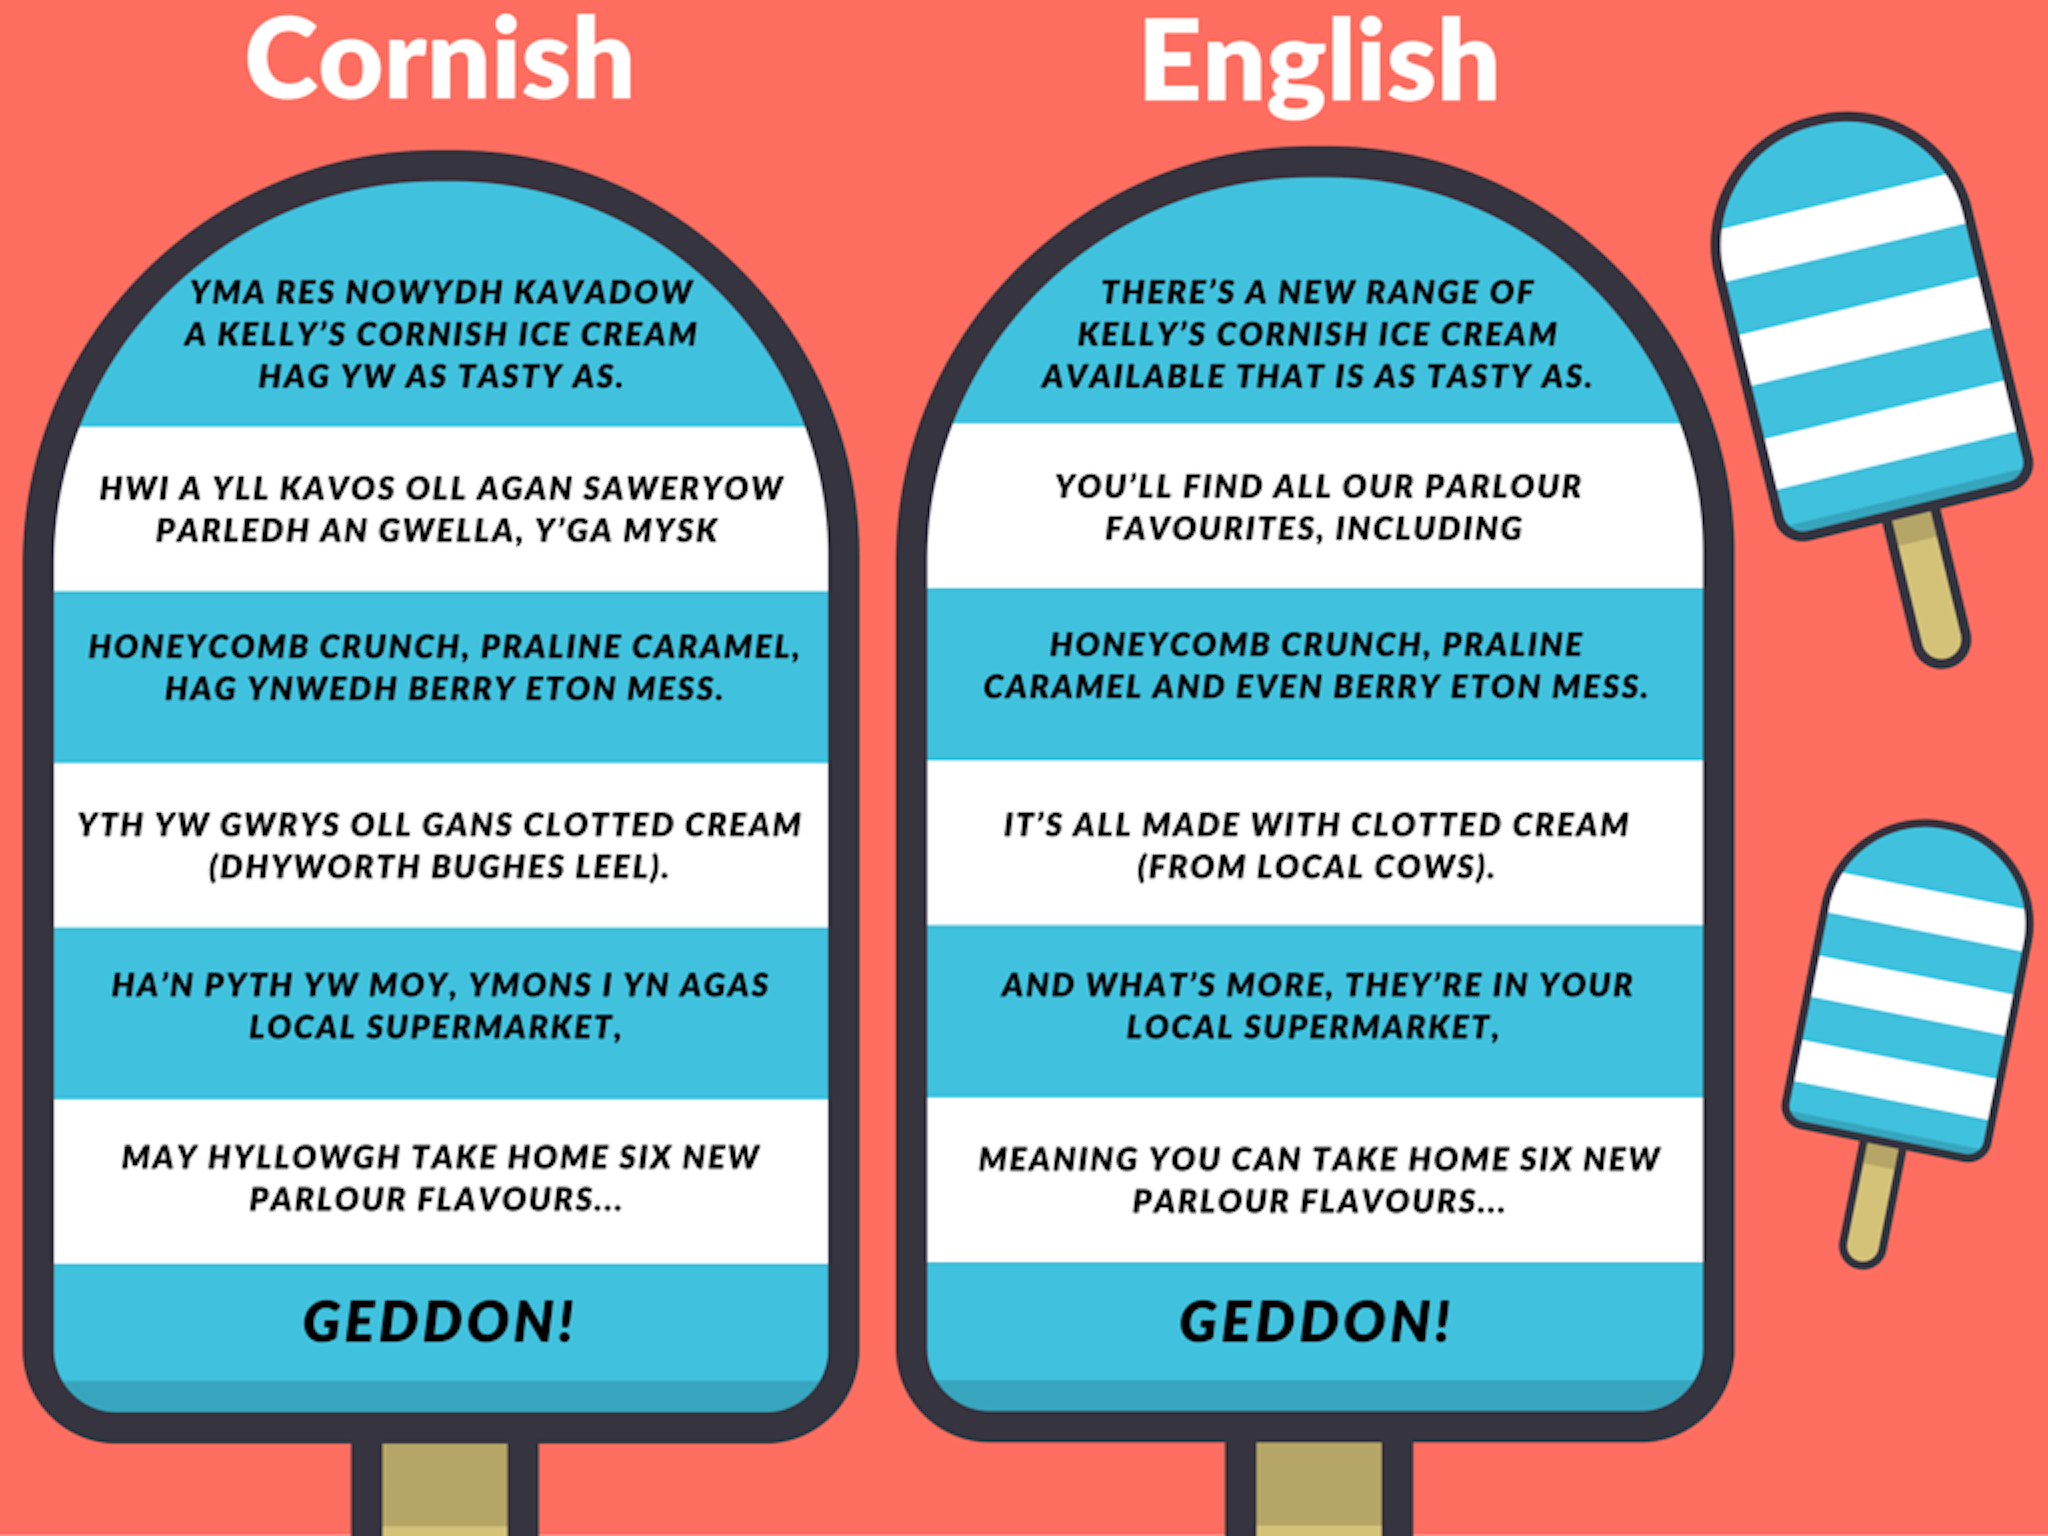 Cornish
YMA RES NOWYDH KAVADOW
A KELLY'S CORNISH ICE CREAM
HAG YW AS TASTY AS.
HWI A YLL KAVOS OLL AGAN SAWERYOW
PARLEDH AN GWELLA, Y'GA MYSK
HONEYCOMB CRUNCH, PRALINE CARAMEL,
HAG YNWEDH BERRY ETON MESS.
YTH YW GWRYS OLL GANS CLOTTED CREAM
(DHYWORTH BUGHES LEEL).
HA'N PYTH YW MOY, YMONS I YN AGAS
LOCAL SUPERMARKET,
MAY HYLLOWGH TAKE HOME SIX NEW
PARLOUR FLAVOURS...
GEDDON!
English
THERE'S A NEW RANGE OF
KELLY'S CORNISH ICE CREAM
AVAILABLE THAT IS AS TASTY AS.
YOU'LL FIND ALL OUR PARLOUR
FAVOURITES, INCLUDING
HONEYCOMB CRUNCH, PRALINE
CARAMEL AND EVEN BERRY ETON MESS.
IT'S ALL MADE WITH CLOTTED CREAM
(FROM LOCAL COWS).
AND WHAT'S MORE, THEY'RE IN YOUR
LOCAL SUPERMARKET,
MEANING YOU CAN TAKE HOME SIX NEW
PARLOUR FLAVOURS...
GEDDON!